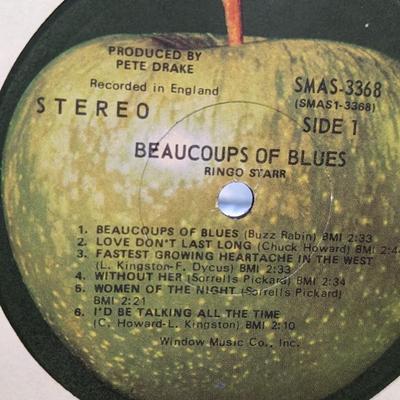 PRODUCED BY
PETE DRAKE
Recorded in England
STEREO
SMAS-3368
(SMAS1-3368)
SIDE 1
BEAUCOUPS OF BLUES
RINGO STARR
1. BEAUCOUPS OF BLUES (Buzz Rabin) BMI 2:33
2. LOVE DON'T LAST LONG (Chuck Howard) BMI
3. FASTEST GROWING HEARTACHE IN THE WEST
(L. Kingston-F. Dycus) BMI 2:33
4. WITHOUT HER (Sorrells Pickard) BMI 2:34
5. WOMEN OF THE NIGHT (Sorrells Pickard)
BMI 2:21
6. I'D BE TALKING ALL THE TIME
(C. Howard-L. Kingston) BMI 2:10
Window Music Co., Inc.